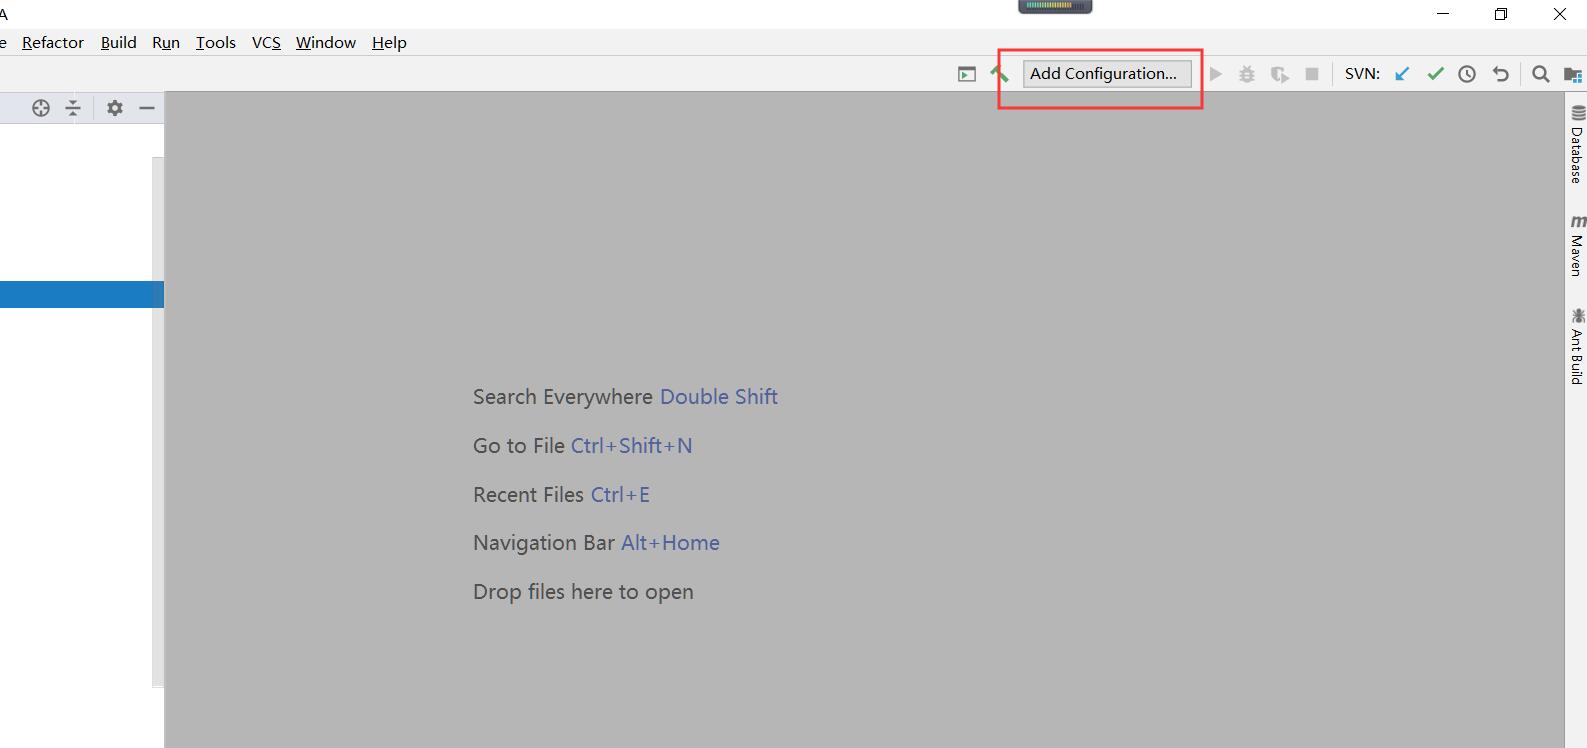 A
e Refactor Build Run Tools VCS Window Help
Add Configuration... SVN:
Database
m Maven
Ant Build
Search Everywhere Double Shift
Go to File Ctrl+Shift+N
Recent Files Ctrl+E
Navigation Bar Alt+Home
Drop files here to open